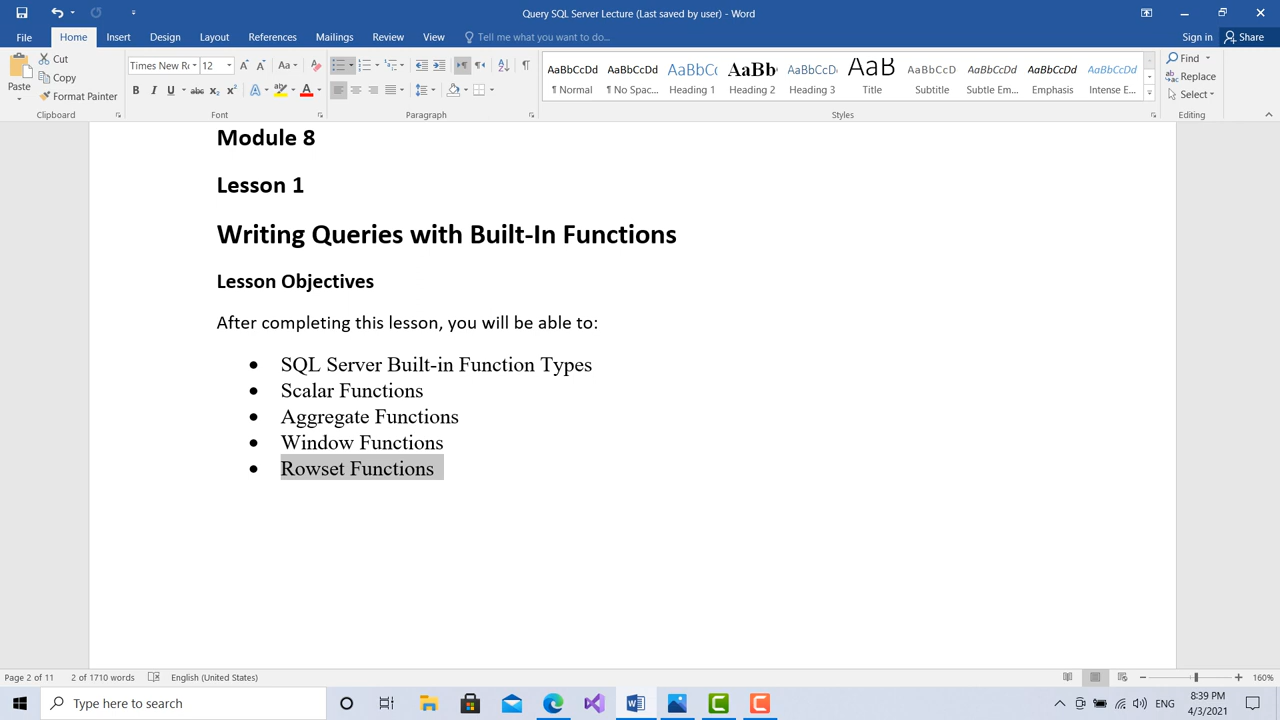 Query SQL Server (Last saved by user) - Word
File Home Insert Design Layout References Mailings Review View Tell me what you want to do... Sign in Share
Paste Cut Copy Format Painter
Times New R 12 Aa
B I U abc x₂ x² A A
AaBbCcDd AaBbCcDd AaBbCc AaBb AaBbCcD AaB AaBbCcD AaBbCcDd AaBbCcDd AaBbCcDd
¶ Normal ¶ No Spac... Heading 1 Heading 2 Heading 3 Title Subtitle Subtle Em... Emphasis Intense E...
Find
Replace
Select
Clipboard Font Paragraph Styles Editing
Module 8
Lesson 1
Writing Queries with Built-In Functions
Lesson Objectives
After completing this lesson, you will be able to:
• SQL Server Built-in Function Types
• Scalar Functions
• Aggregate Functions
• Window Functions
• Rowset Functions
Page 2 of 11 2 of 1710 words English (United States) 160%
Type here to search ENG 8:39 PM
4/3/2021